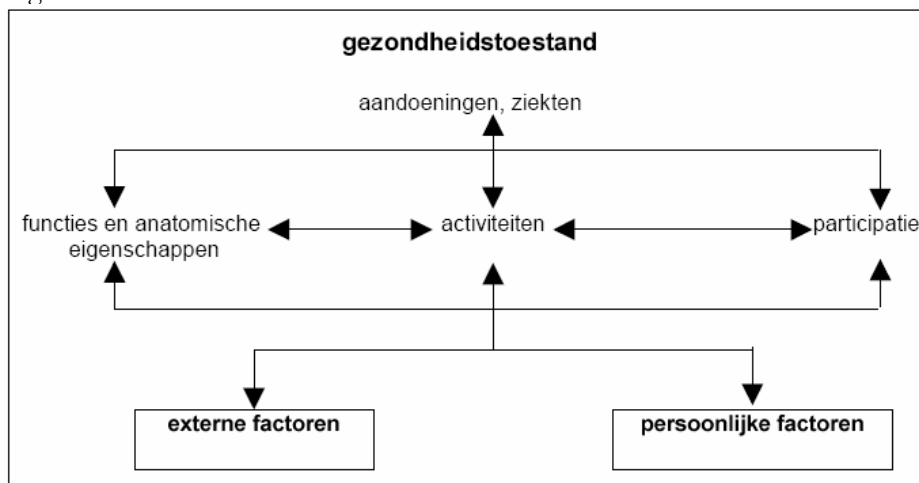 gezondheidstoestand
aandoeningen, ziekten
functies en anatomische
eigenschappen
activiteiten
participatie
externe factoren
persoonlijke factoren